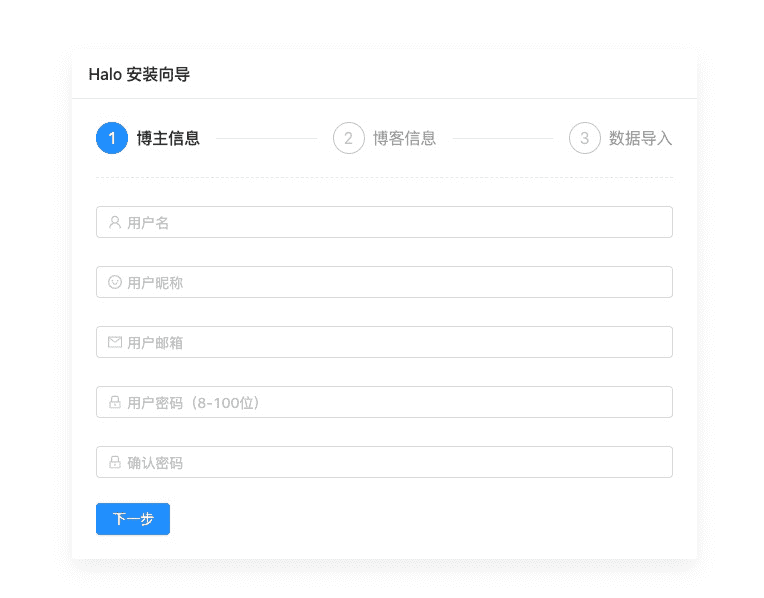 Halo 安装向导
1 博主信息 2 博客信息 3 数据导入
用户名
用户昵称
用户邮箱
用户密码（8-100位）
确认密码
下一步